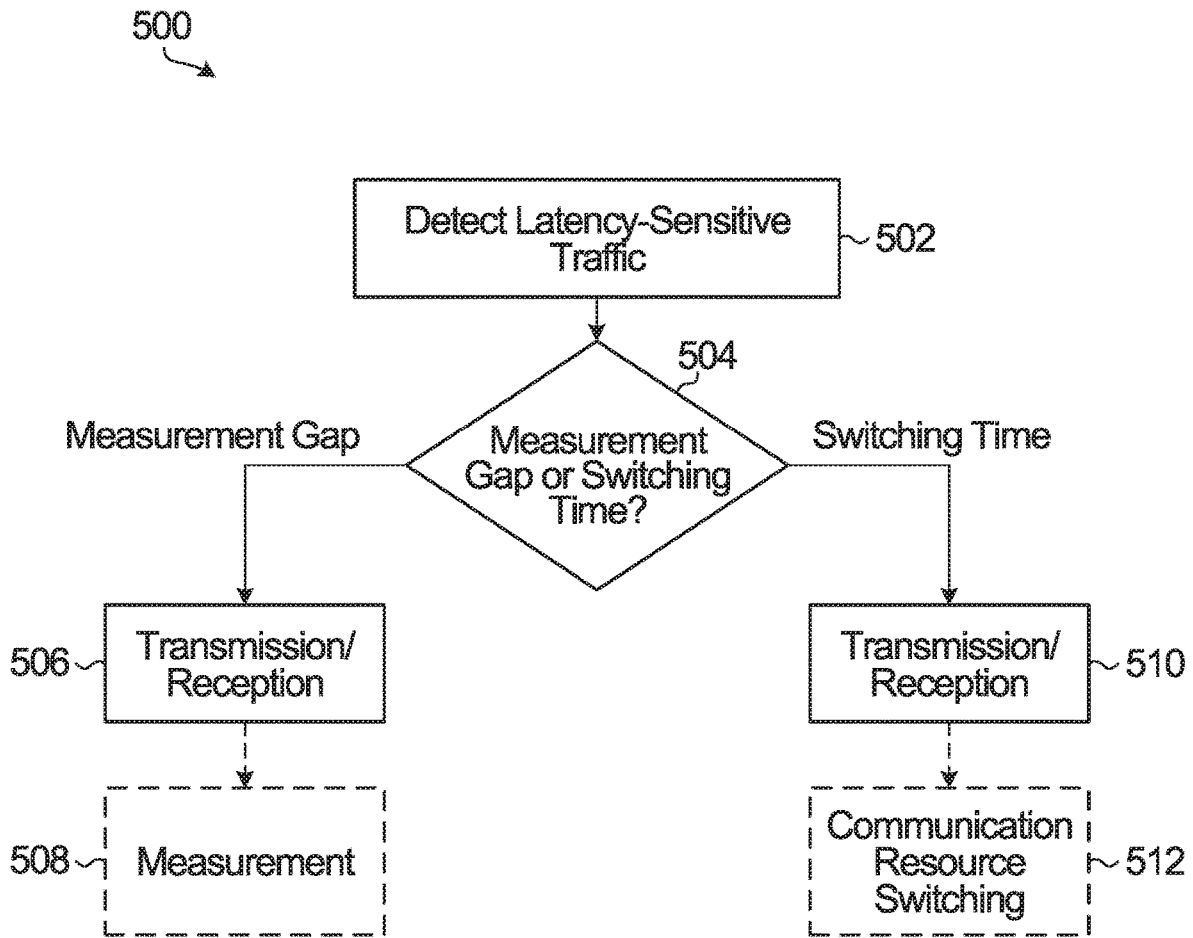 500
Detect Latency-Sensitive
Traffic
502
504
Measurement Gap
Measurement
Gap or Switching
Time?
Switching Time
506
Transmission/
Reception
Transmission/
Reception
510
508
Measurement
Communication
Resource
Switching
512